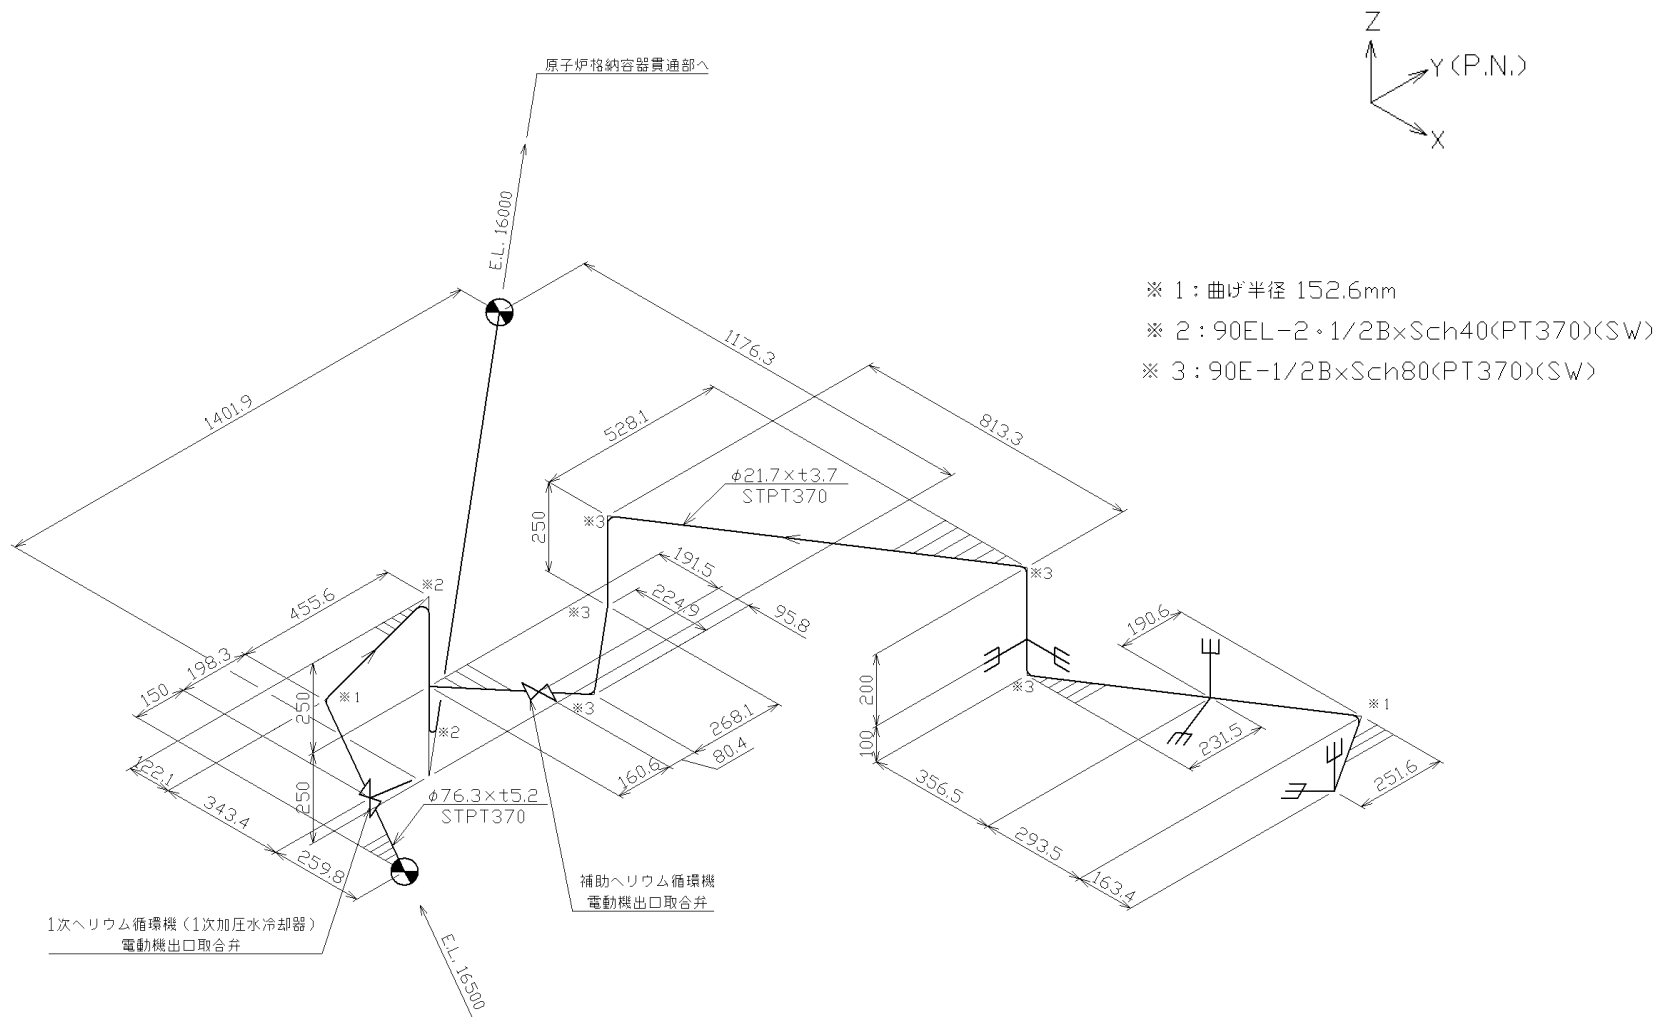 Z
Y(P.N.)
X
原子炉格納容器貫通部へ
E.L. 16000
※ 1：曲げ半径 152.6mm
※ 2：90EL-2・1/2B×Sch40(PT370)(SW)
※ 3：90E-1/2B×Sch80(PT370)(SW)
1176.3
1401.9
528.1
813.3
φ21.7×t3.7
STPT370
250
※3
191.5
※3
455.6
※2
224.9
※3
95.8
190.6
198.3
150
250
※1
※3
※3
200
※1
268.1
80.4
※2
231.5
100
122.1
343.4
250
160.6
356.5
251.6
φ76.3×t5.2
STPT370
293.5
259.8
163.4
補助ヘリウム循環機
電動機出口取合弁
1次ヘリウム循環機（1次加圧水冷却器）
電動機出口取合弁
E.L. 16500